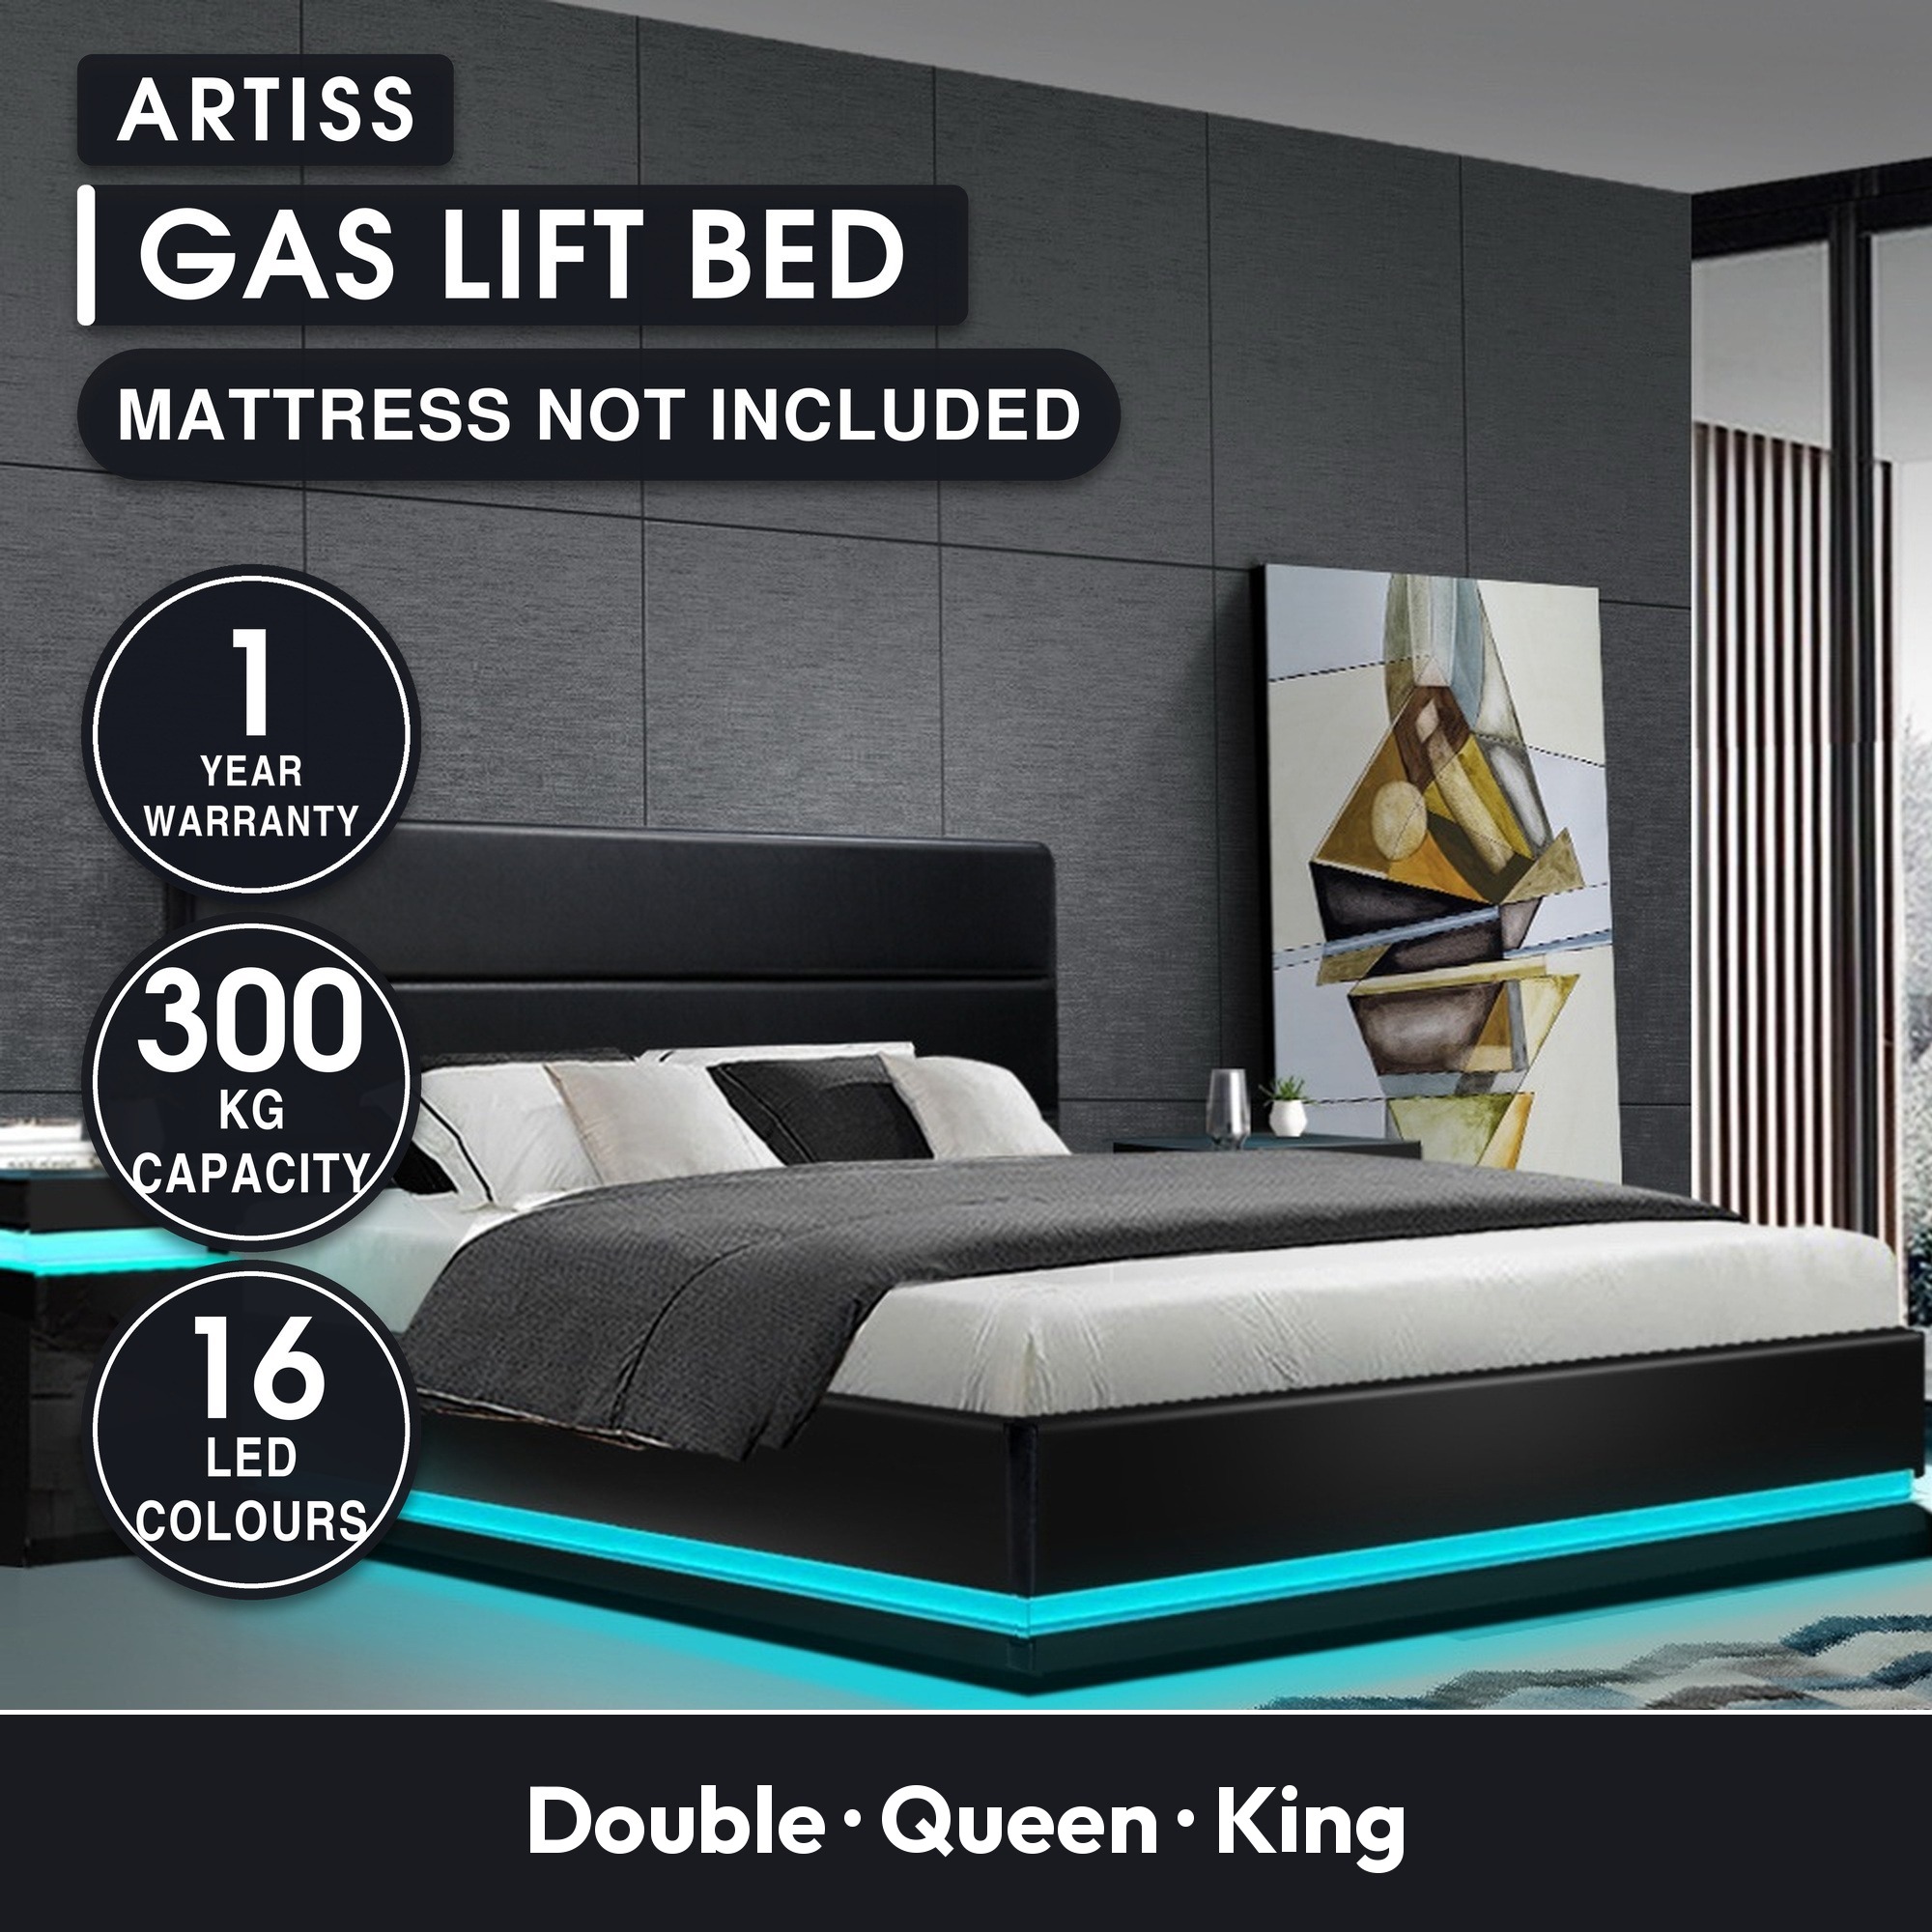 ARTISS
GAS LIFT BED
MATTRESS NOT INCLUDED
1
YEAR
WARRANTY
300
KG
CAPACITY
16
LED
COLOURS
Double · Queen · King